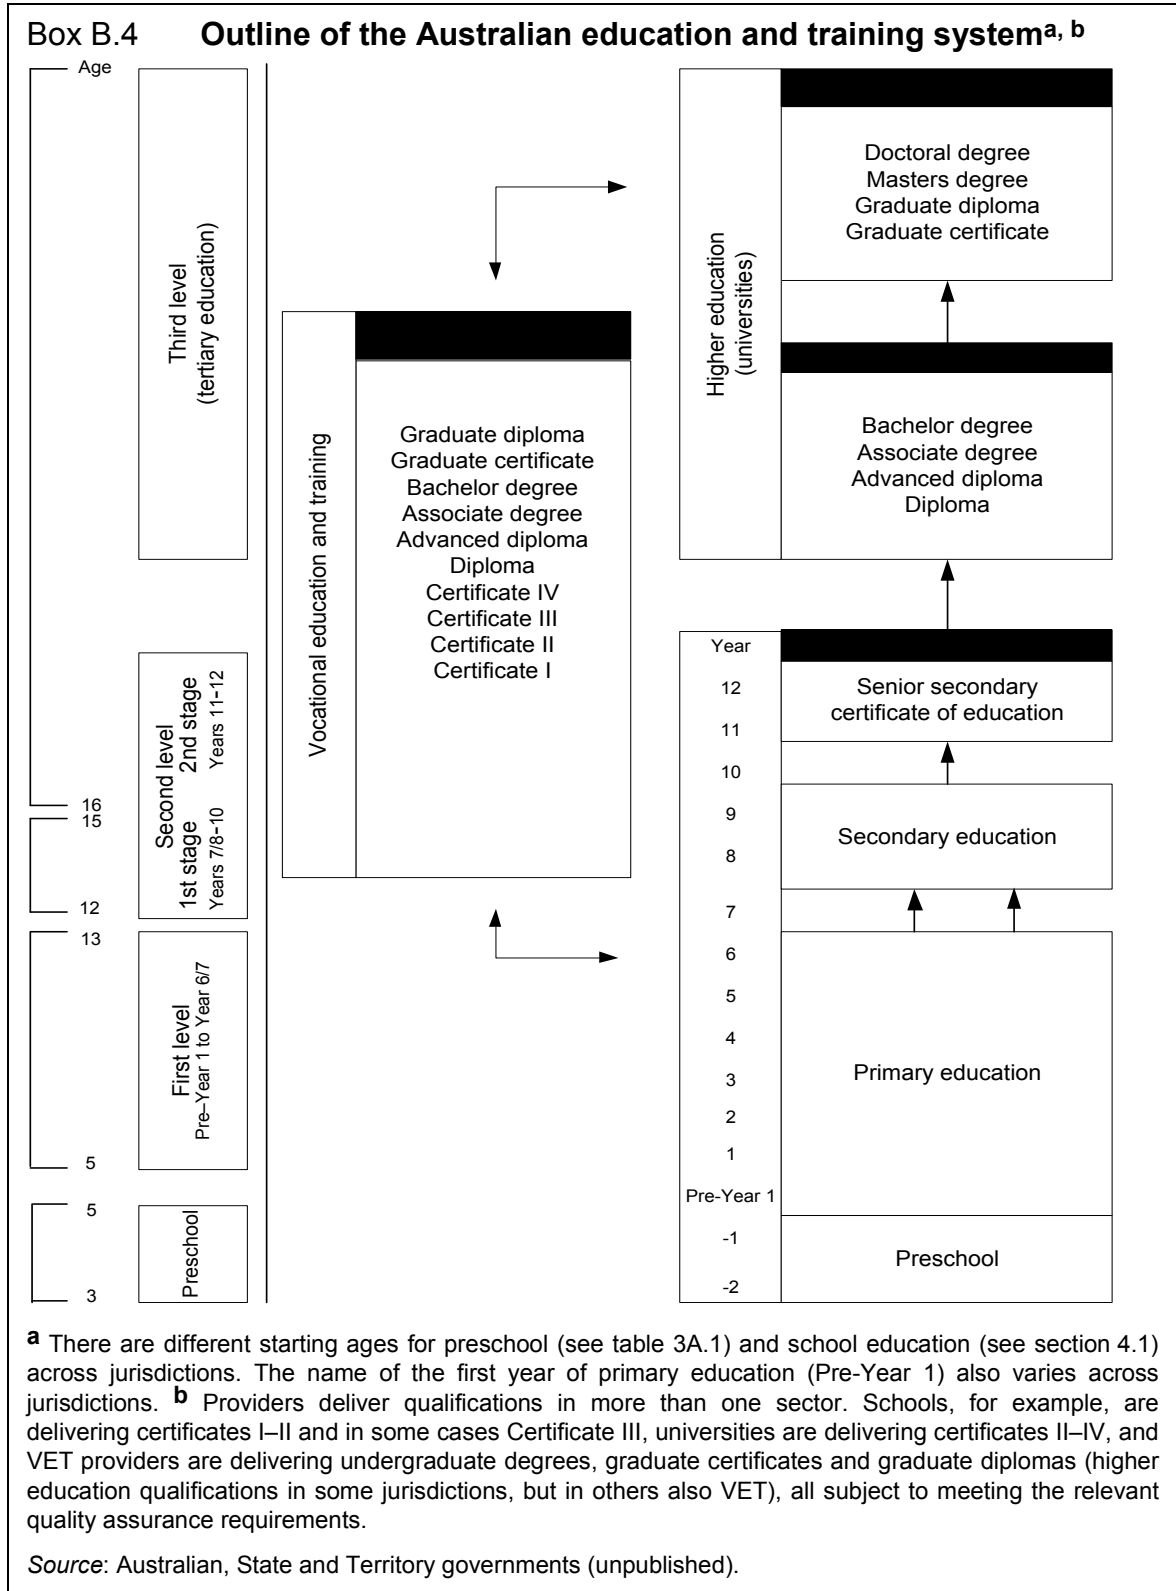 Box B.4 Outline of the Australian education and training systema, b
Age
16
15
12
13
5
5
3
Third level
(tertiary education)
Second level
2nd stage
Years 11-12
1st stage
Years 7/8-10
First level
Pre–Year 1 to Year 6/7
Preschool
Vocational education and training
Graduate diploma
Graduate certificate
Bachelor degree
Associate degree
Advanced diploma
Diploma
Certificate IV
Certificate III
Certificate II
Certificate I
Higher education
(universities)
Doctoral degree
Masters degree
Graduate diploma
Graduate certificate
Bachelor degree
Associate degree
Advanced diploma
Diploma
Year
12
11
10
9
8
7
6
5
4
3
2
1
Pre-Year 1
-1
-2
Senior secondary
certificate of education
Secondary education
Primary education
Preschool
a There are different starting ages for preschool (see table 3A.1) and school education (see section 4.1)
across jurisdictions. The name of the first year of primary education (Pre-Year 1) also varies across
jurisdictions. b Providers deliver qualifications in more than one sector. Schools, for example, are
delivering certificates I–II and in some cases Certificate III, universities are delivering certificates II–IV, and
VET providers are delivering undergraduate degrees, graduate certificates and graduate diplomas (higher
education qualifications in some jurisdictions, but in others also VET), all subject to meeting the relevant
quality assurance requirements.
Source: Australian, State and Territory governments (unpublished).